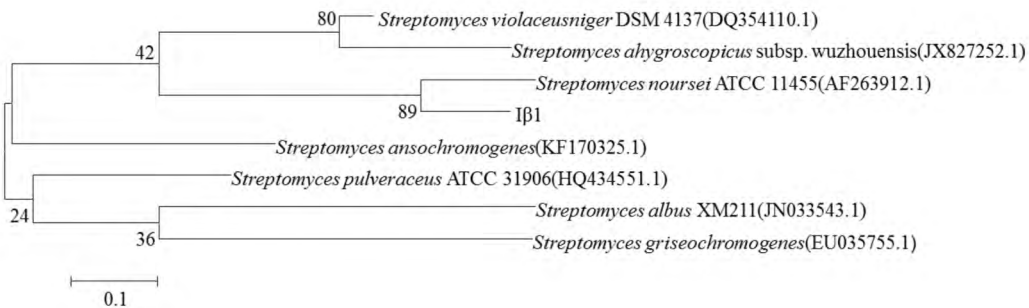 80
Streptomyces violaceusniger DSM 4137(DQ354110.1)
42
Streptomyces ahygroscopicus subsp. wuzhouensis(JX827252.1)
Streptomyces noursei ATCC 11455(AF263912.1)
89
Iβ1
Streptomyces ansochromogenes(KF170325.1)
Streptomyces pulveraceus ATCC 31906(HQ434551.1)
24
Streptomyces albus XM211(JN033543.1)
36
Streptomyces griseochromogenes(EU035755.1)
0.1